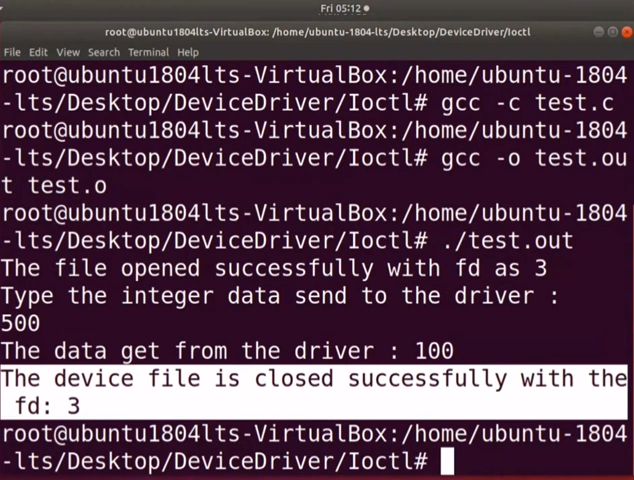 Fri 05:12
root@ubuntu1804lts-VirtualBox: /home/ubuntu-1804-lts/Desktop/DeviceDriver/Ioctl
File Edit View Search Terminal Help
root@ubuntu1804lts-VirtualBox:/home/ubuntu-1804
-lts/Desktop/DeviceDriver/Ioctl# gcc -c test.c
root@ubuntu1804lts-VirtualBox:/home/ubuntu-1804
-lts/Desktop/DeviceDriver/Ioctl# gcc -o test.ou
t test.o
root@ubuntu1804lts-VirtualBox:/home/ubuntu-1804
-lts/Desktop/DeviceDriver/Ioctl# ./test.out
The file opened successfully with fd as 3
Type the integer data send to the driver :
500
The data get from the driver : 100
The device file is closed successfully with the
 fd: 3
root@ubuntu1804lts-VirtualBox:/home/ubuntu-1804
-lts/Desktop/DeviceDriver/Ioctl#